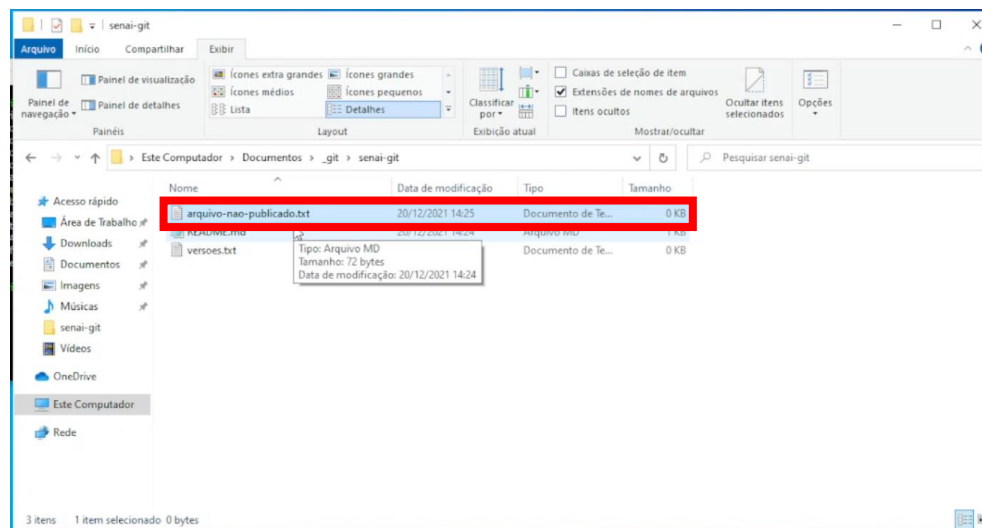 senai-git
Arquivo Início Compartilhar Exibir
Painel de navegação
Painel de visualização
Painel de detalhes
Painéis
Ícones extra grandes Ícones grandes
Ícones médios Ícones pequenos
Lista Detalhes
Layout
Classificar por
Exibição atual
Caixas de seleção de item
Extensões de nomes de arquivos
Itens ocultos
Ocultar itens selecionados
Mostrar/ocultar
Opções
Este Computador > Documentos > _git > senai-git
Pesquisar senai-git
Acesso rápido
Área de Trabalho
Downloads
Documentos
Imagens
Músicas
senai-git
Vídeos
OneDrive
Este Computador
Rede
Nome Data de modificação Tipo Tamanho
arquivo-nao-publicado.txt 20/12/2021 14:25 Documento de Te... 0 KB
README.md 20/12/2021 14:24 Arquivo MD 1 KB
versoes.txt Documento de Te... 0 KB
Tipo: Arquivo MD
Tamanho: 72 bytes
Data de modificação: 20/12/2021 14:24
3 itens 1 item selecionado 0 bytes